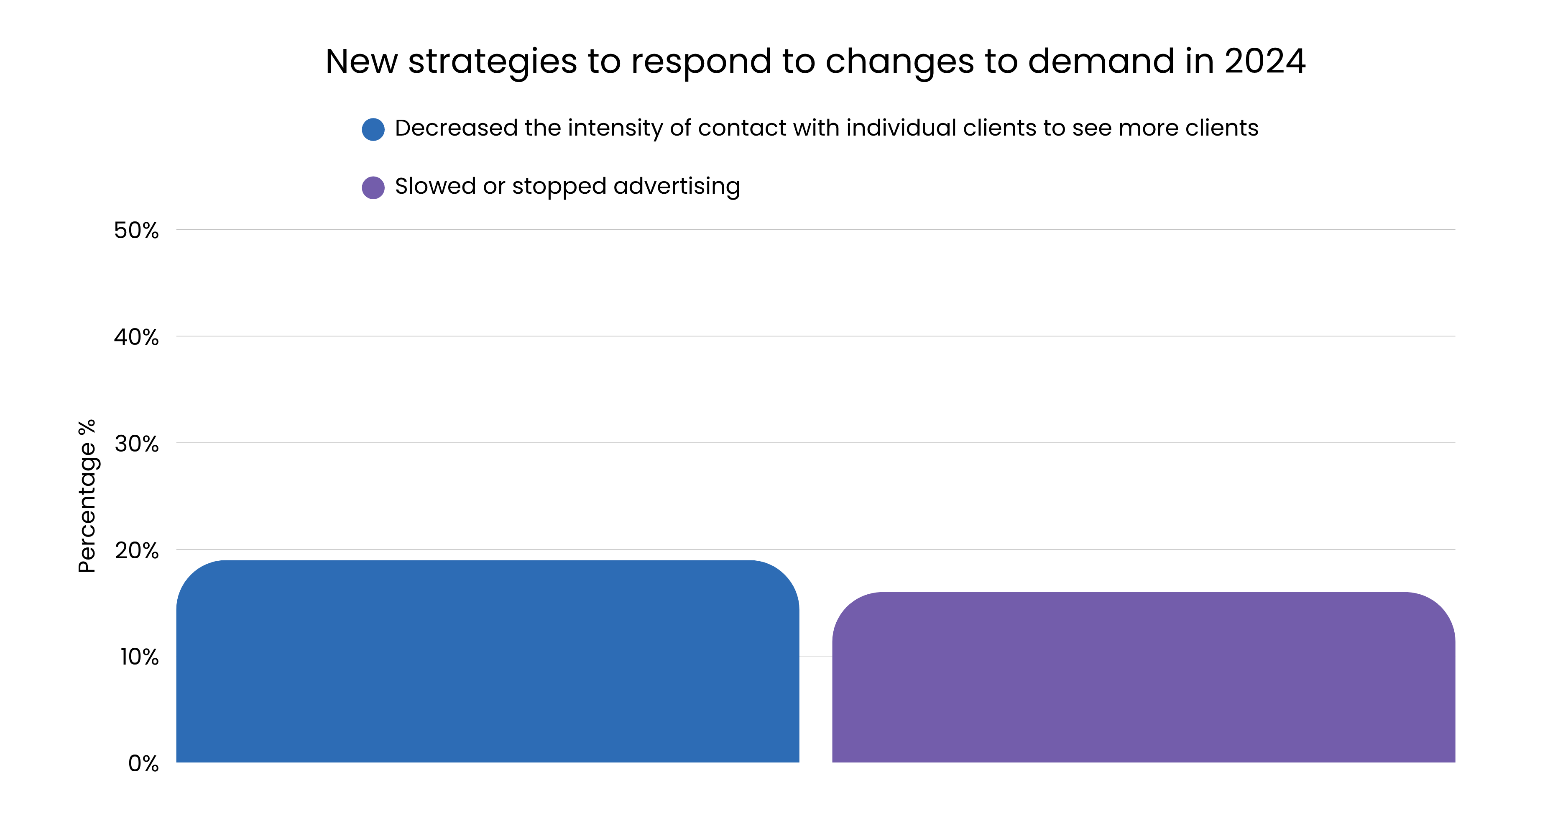 New strategies to respond to changes to demand in 2024
Decreased the intensity of contact with individual clients to see more clients
Slowed or stopped advertising
50%
40%
30%
20%
10%
0%
Percentage %